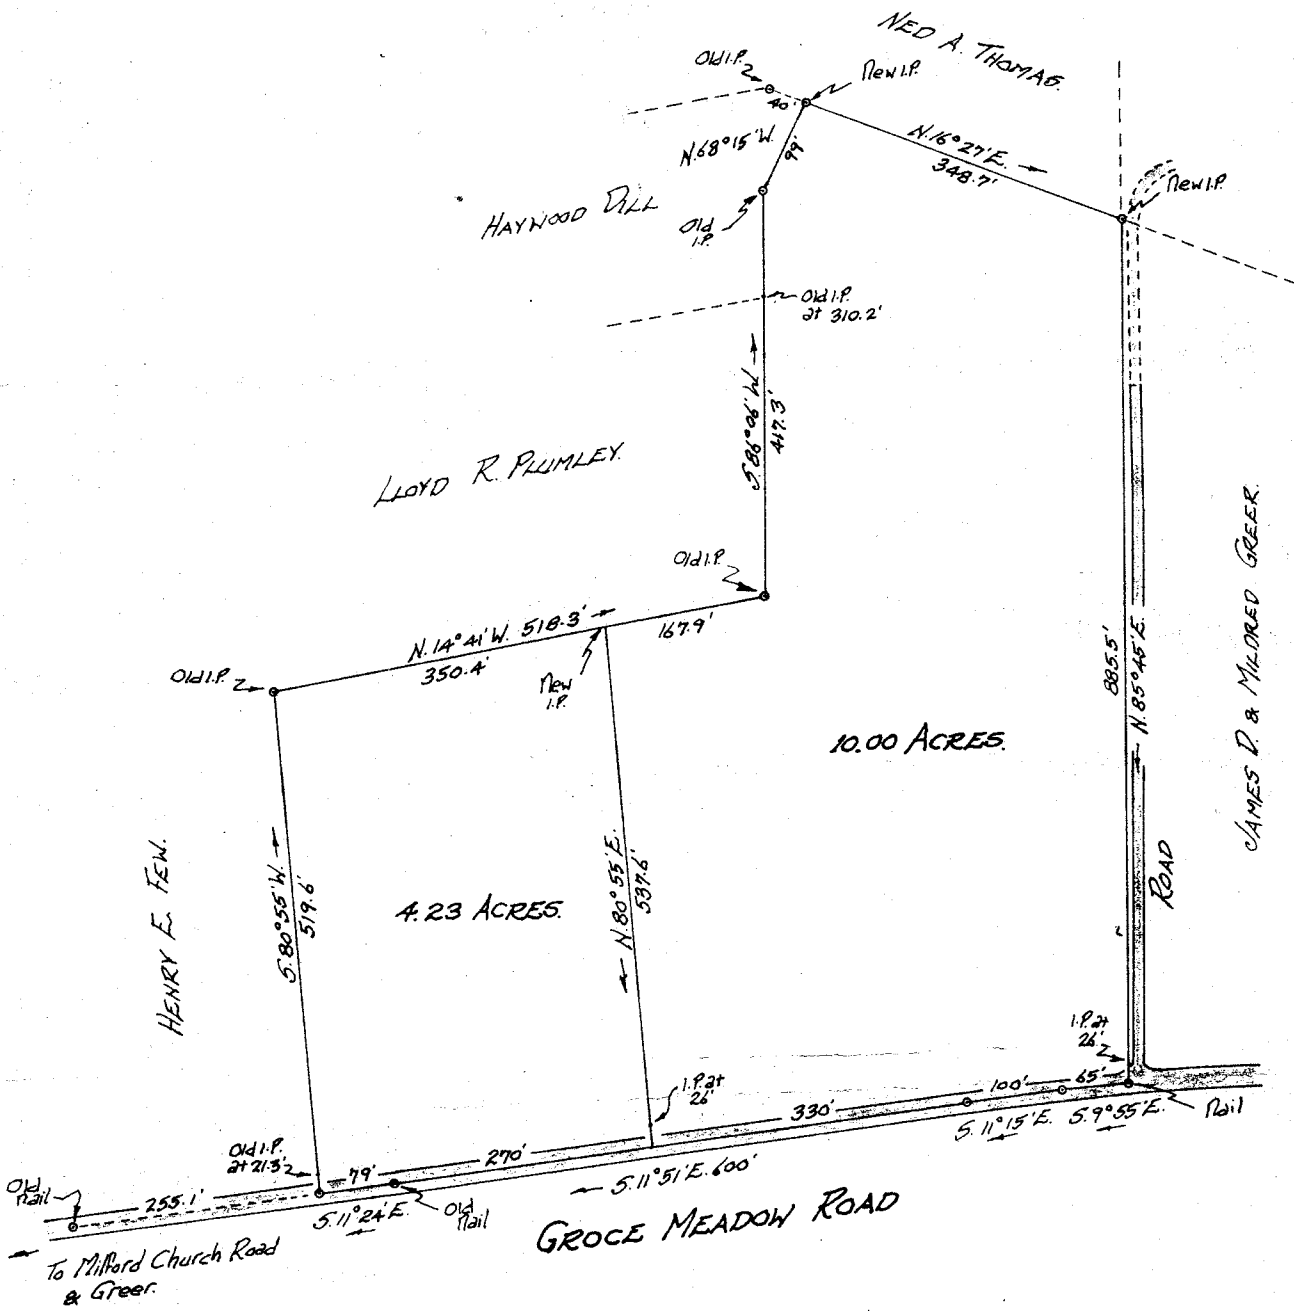 NED A. THOMAS.
Old I.P.
New I.P.
40'
N.68°15'W.
99'
N.16°27'E.
348.7'
New I.P.
HAYWOOD DILL
Old
I.P.
Old I.P.
at 310.2'
S.86°06'W.
417.3'
LLOYD R. PLUMLEY.
JAMES D. & MILDRED GREER.
Old I.P.
N.14°41'W. 518.3'
167.9'
350.4'
Old I.P.
New
I.P.
885.5'
N.85°45'E.
10.00 ACRES.
ROAD
HENRY E. FEW.
S.80°55'W.
519.6'
4.23 ACRES.
N.80°55'E.
537.6'
I.P. at
26'
I.P. at
26'
65'
100'
330'
270'
79'
Old I.P.
at 21.3'
255.1'
Old
Nail
S.9°55'E.
Nail
S.11°15'E.
S.11°51'E. 600'
Old
Nail
S.11°24'E.
GROCE MEADOW ROAD
To Milford Church Road
& Greer.